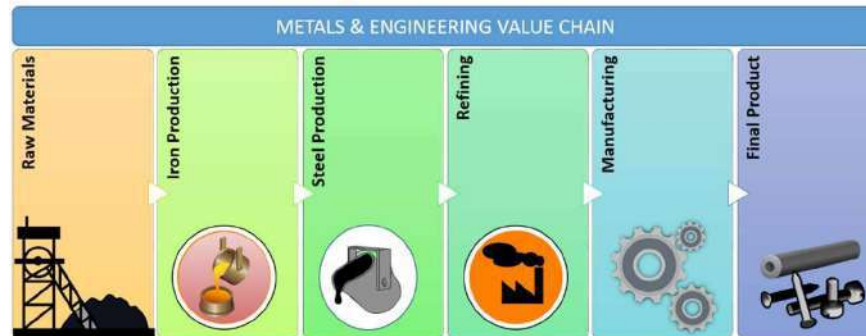 METALS & ENGINEERING VALUE CHAIN
Raw Materials
Iron Production
Steel Production
Refining
Manufacturing
Final Product